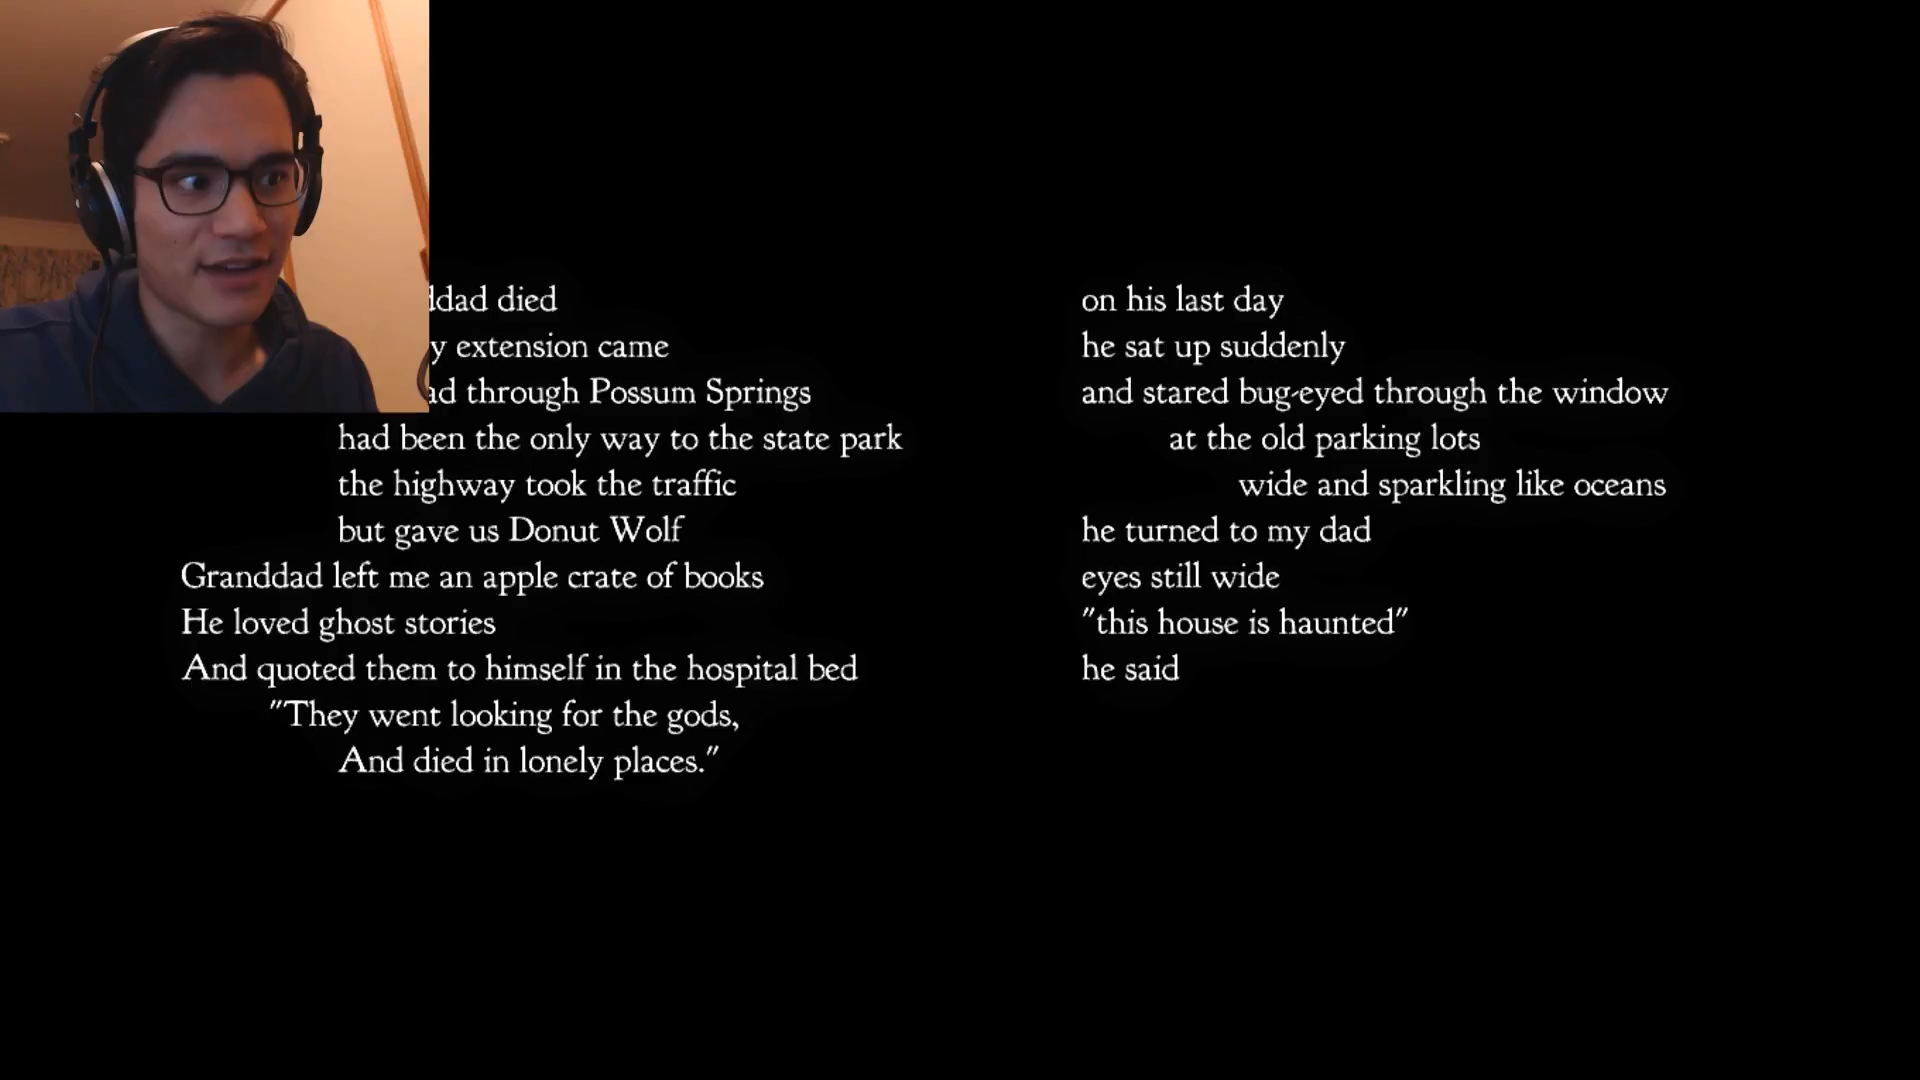 died
extension came
through Possum Springs
had been the only way to the state park
the highway took the traffic
but gave us Donut Wolf
Granddad left me an apple crate of books
He loved ghost stories
And quoted them to himself in the hospital bed
"They went looking for the gods,
And died in lonely places."
on his last day
he sat up suddenly
and stared bug-eyed through the window
at the old parking lots
wide and sparkling like oceans
he turned to my dad
eyes still wide
"this house is haunted"
he said